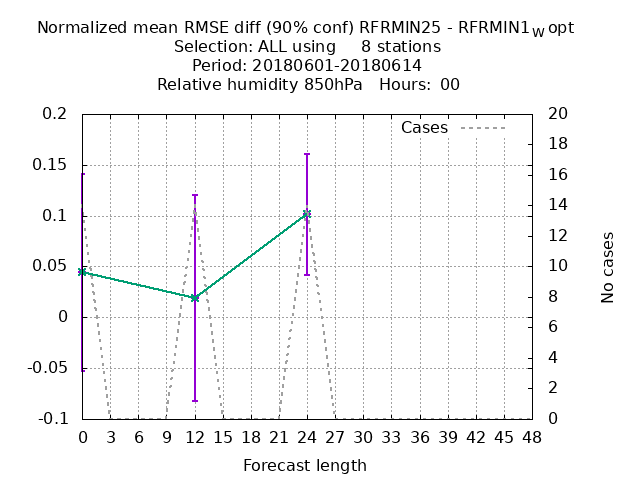 Normalized mean RMSE diff (90% conf) RFRMIN25 - RFRMIN1w opt
Selection: ALL using 8 stations
Period: 20180601-20180614
Relative humidity 850hPa Hours: 00
Cases
0.2
0.15
0.1
0.05
0
-0.05
-0.1
20
18
16
14
12
10
8
6
4
2
0
No cases
0 3 6 9 12 15 18 21 24 27 30 33 36 39 42 45 48
Forecast length